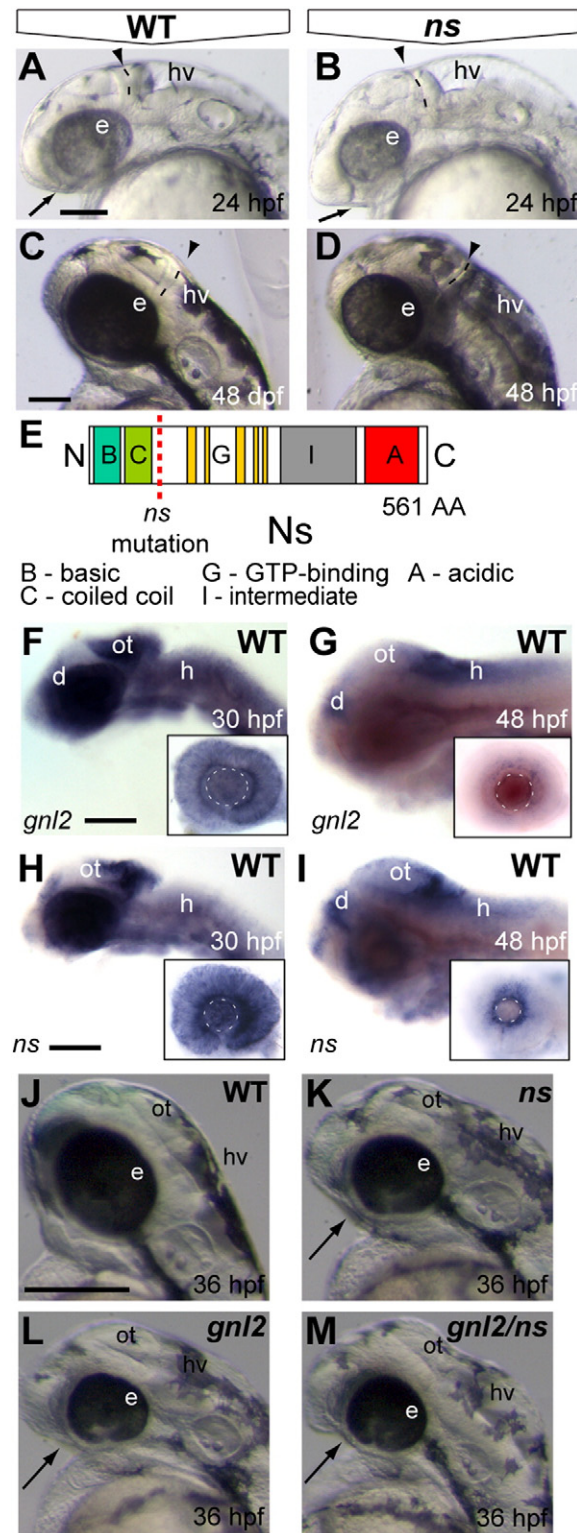 WT ns
A hv B hv
e e
24 hpf 24 hpf
C D
e hv e hv
48 dpf 48 hpf
E
N B C G I A C
561 AA
ns
mutation Ns
B - basic G - GTP-binding A - acidic
C - coiled coil I - intermediate
F ot WT G ot WT
d h d h
30 hpf 48 hpf
gnl2 gnl2
H ot WT I ot WT
h d h
30 hpf 48 hpf
ns ns
J ot WT K ot ns
e hv e hv
36 hpf 36 hpf
L ot gnl2 M ot gnl2/ns
e hv e hv
36 hpf 36 hpf